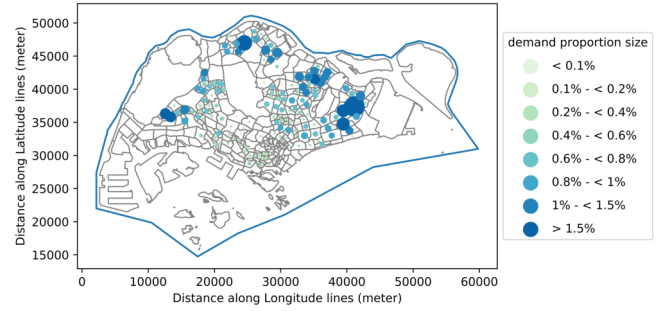 50000
45000
40000
35000
30000
25000
20000
15000
Distance along Latitude lines (meter)
0
10000
20000
30000
40000
50000
60000
Distance along Longitude lines (meter)
demand proportion size
< 0.1%
0.1% - < 0.2%
0.2% - < 0.4%
0.4% - < 0.6%
0.6% - < 0.8%
0.8% - < 1%
1% - < 1.5%
> 1.5%